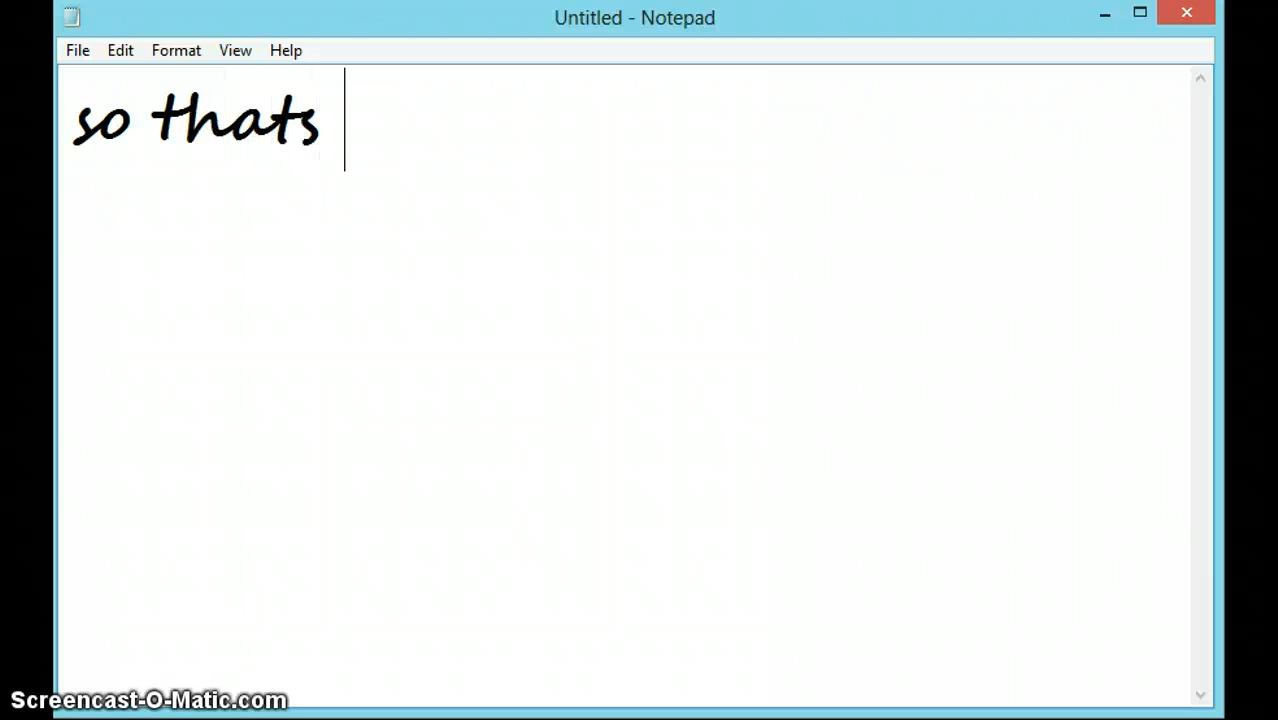 Untitled - Notepad
File Edit Format View Help
so thats
Screencast-O-Matic.com